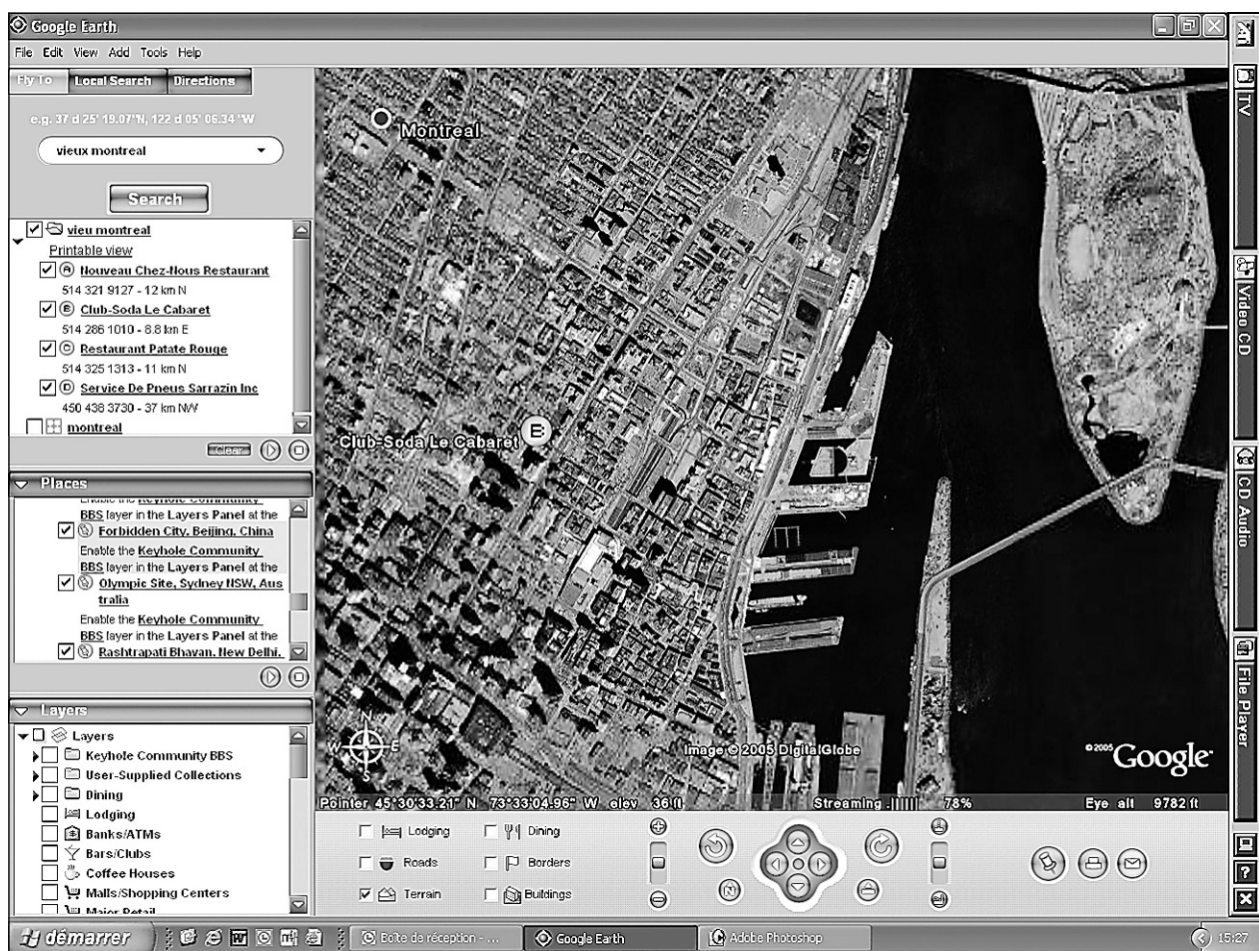 Google Earth
File Edit View Add Tools Help
Fly To Local Search Directions
e.g. 37 d 25' 19.07"N, 122 d 05' 06.34 "W
vieux montreal
Search
vieu montreal
Printable view
A Nouveau Chez-Nous Restaurant
514 321 9127 - 12 km N
B Club-Soda Le Cabaret
514 286 1010 - 8.8 km E
C Restaurant Patate Rouge
514 325 1313 - 11 km N
D Service De Pneus Sarrazin Inc
450 438 3730 - 37 km NW
montreal
Clear
Places
Enable the Keyhole Community
BBS layer in the Layers Panel at the
Forbidden City, Beijing, China
Enable the Keyhole Community
BBS layer in the Layers Panel at the
Olympic Site, Sydney NSW, Aus
tralia
Enable the Keyhole Community
BBS layer in the Layers Panel at the
Rashtrapati Bhavan, New Delhi,
Layers
Layers
Keyhole Community BBS
User-Supplied Collections
Dining
Lodging
Banks/ATMs
Bars/Clubs
Coffee Houses
Malls/Shopping Centers
Major Retail
Montreal
Club-Soda Le Cabaret B
N
W E
S
Image © 2005 DigitalGlobe
© 2005 Google
Pointer 45°30'33.21" N 73°33'04.96" W elev 36 ft Streaming 78% Eye alt 9782 ft
Lodging Dining
Roads Borders
Terrain Buildings
TV
Video CD
CD Audio
File Player
?
démarrer Boîte de réception - ... Google Earth Adobe Photoshop 15:27